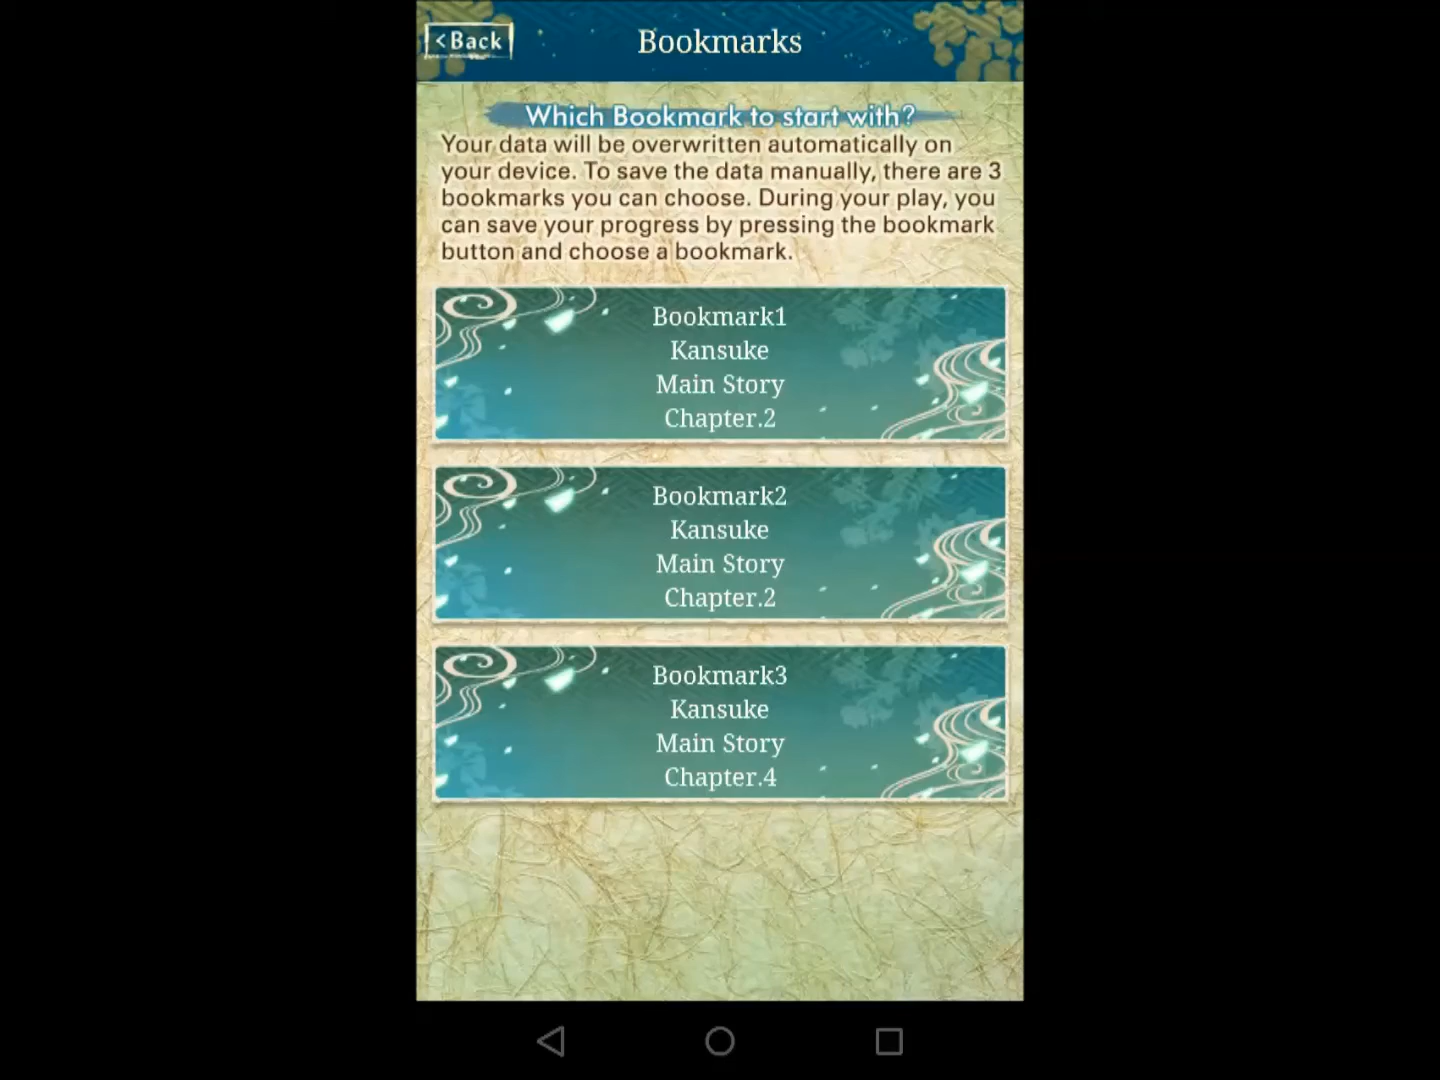 <Back
Bookmarks
Which Bookmark to start with?
Your data will be overwritten automatically on
your device. To save the data manually, there are 3
bookmarks you can choose. During your play, you
can save your progress by pressing the bookmark
button and choose a bookmark.
Bookmark1
Kansuke
Main Story
Chapter.2
Bookmark2
Kansuke
Main Story
Chapter.2
Bookmark3
Kansuke
Main Story
Chapter.4